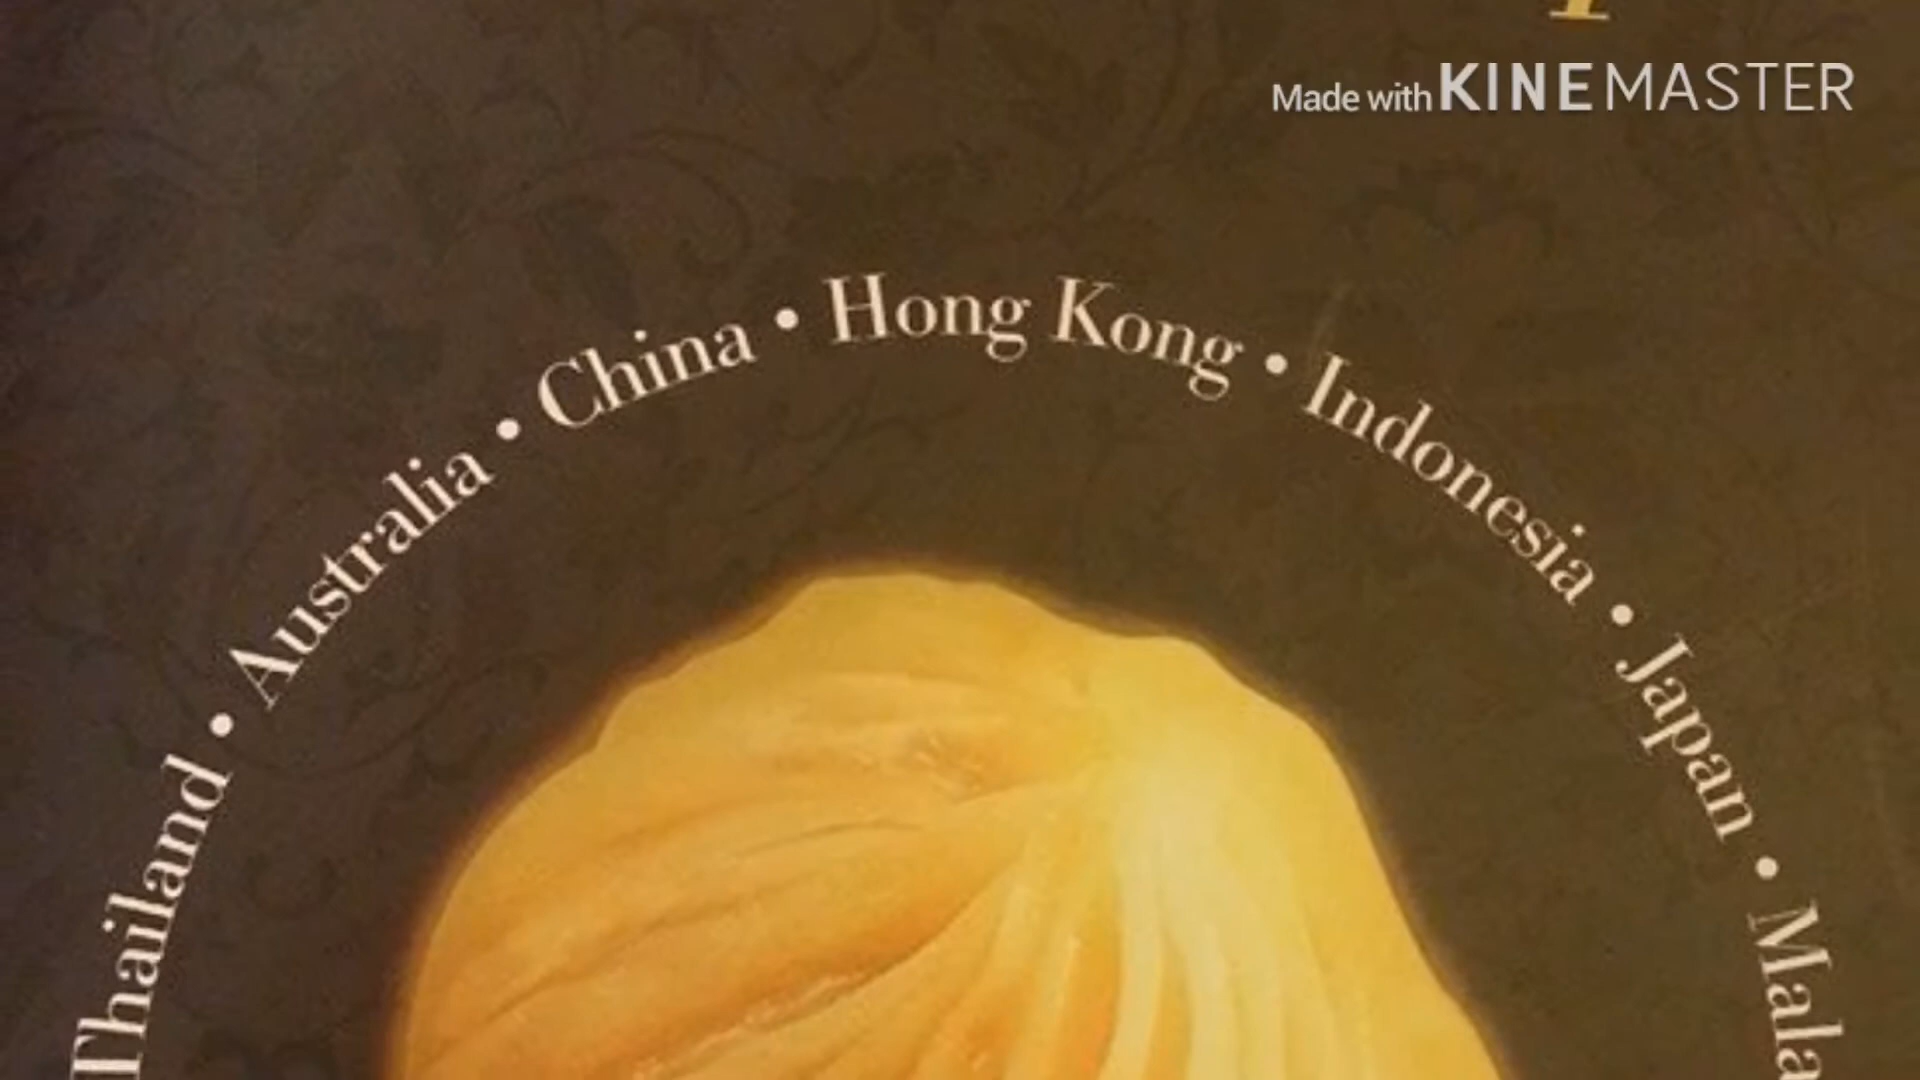 Made with KINEMASTER
Thailand • Australia • China • Hong Kong • Indonesia • Japan •